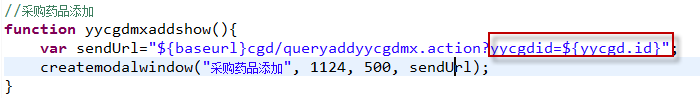 //采购药品添加
function yycgdmxaddshow(){
var sendUrl="${baseurl}cgd/queryaddyycgdmx.action?yycgdid=${yycgd.id}";
createmodalwindow("采购药品添加", 1124, 500, sendUrl);
}